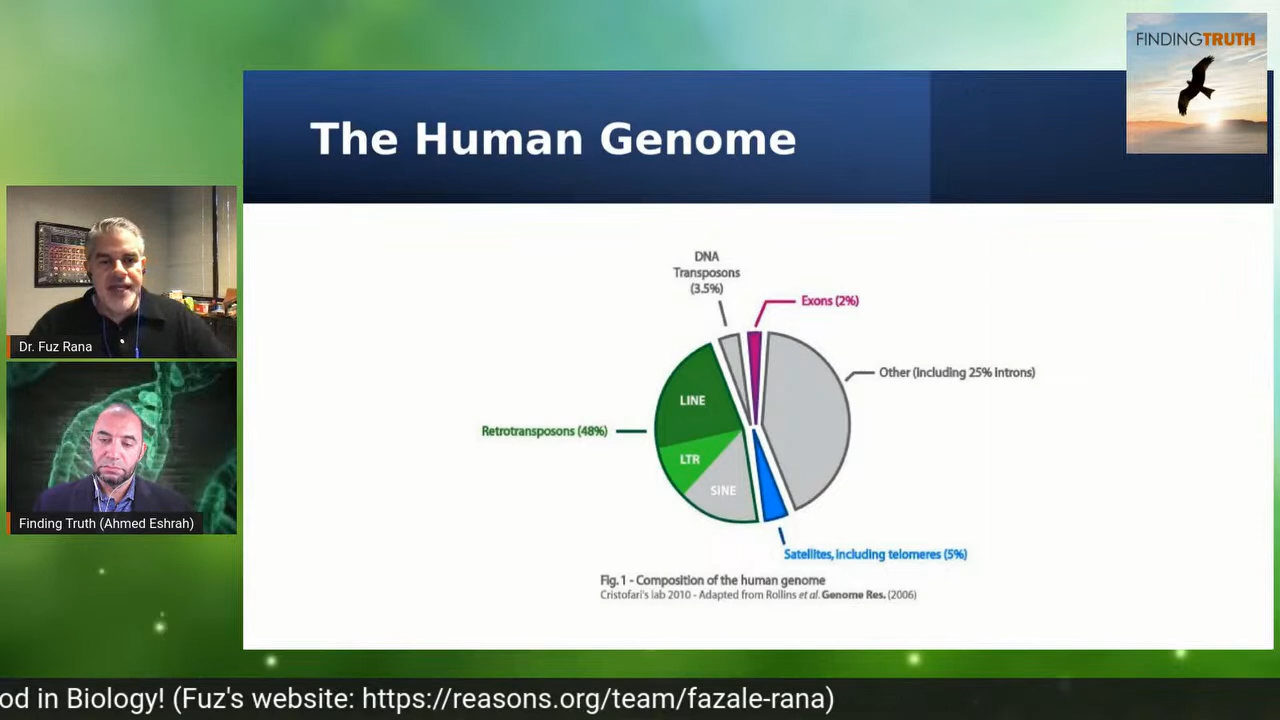 FINDINGTRUTH
The Human Genome
DNA
Transposons
(3.5%)
Exons (2%)
Other (including 25% introns)
LINE
Retrotransposons (48%)
LTR
SINE
Satellites, including telomeres (5%)
Fig. 1 - Composition of the human genome
Cristofari's lab 2010 - Adapted from Rollins et al. Genome Res. (2006)
Dr. Fuz Rana
Finding Truth (Ahmed Eshrah)
od in Biology! (Fuz's website: https://reasons.org/team/fazale-rana)